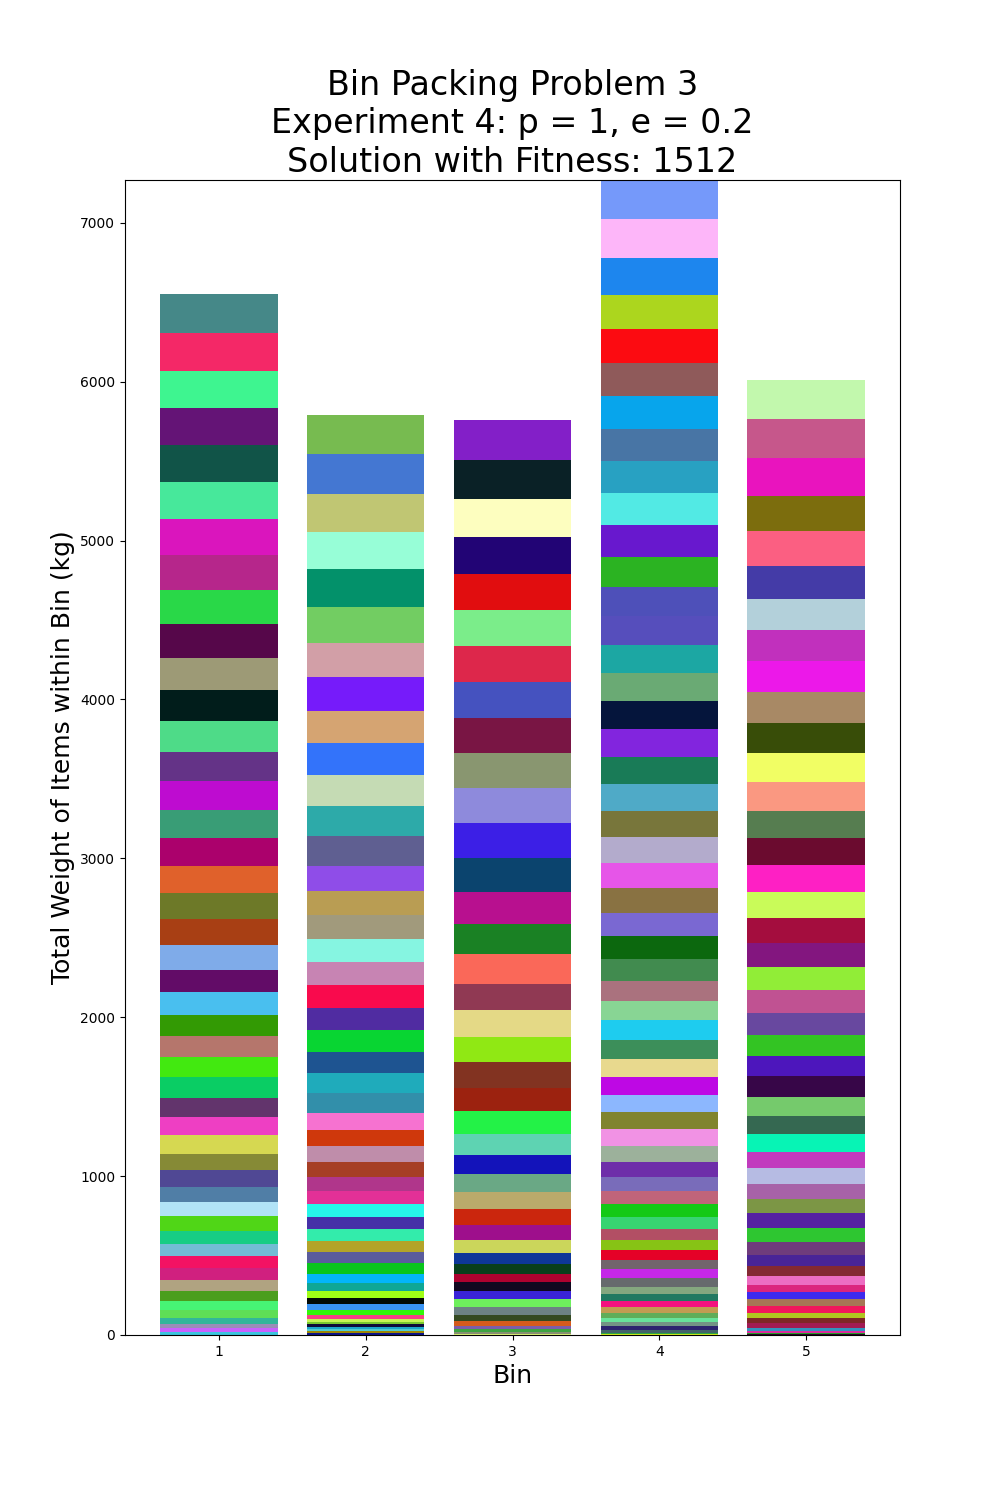 Bin Packing Problem 3
Experiment 4: p = 1, e = 0.2
Solution with Fitness: 1512
7000
6000
5000
4000
3000
2000
1000
0
Total Weight of Items within Bin (kg)
1 2 3 4 5
Bin